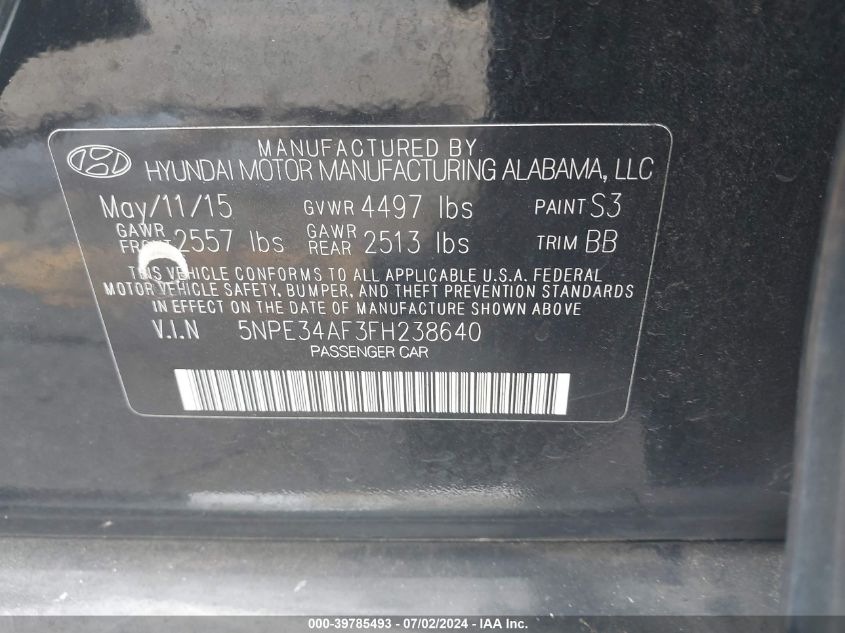 MANUFACTURED BY
HYUNDAI MOTOR MANUFACTURING ALABAMA, LLC
May/11/15 GVWR 4497 lbs PAINT S3
GAWR FRONT 2557 lbs GAWR REAR 2513 lbs TRIM BB
THIS VEHICLE CONFORMS TO ALL APPLICABLE U.S.A. FEDERAL
MOTOR VEHICLE SAFETY, BUMPER, AND THEFT PREVENTION STANDARDS
IN EFFECT ON THE DATE OF MANUFACTURE SHOWN ABOVE
V.I.N 5NPE34AF3FH238640
PASSENGER CAR
000-39785493 - 07/02/2024 - IAA, Inc.